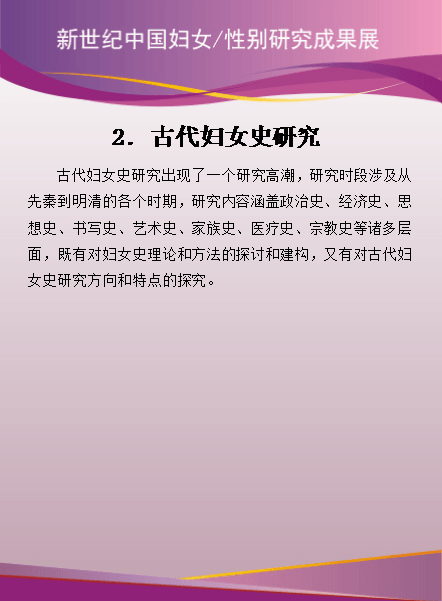 新世纪中国妇女/性别研究成果展
2．古代妇女史研究
古代妇女史研究出现了一个研究高潮，研究时段涉及从
先秦到明清的各个时期，研究内容涵盖政治史、经济史、思
想史、书写史、艺术史、家族史、医疗史、宗教史等诸多层
面，既有对妇女史理论和方法的探讨和建构，又有对古代妇
女史研究方向和特点的探究。